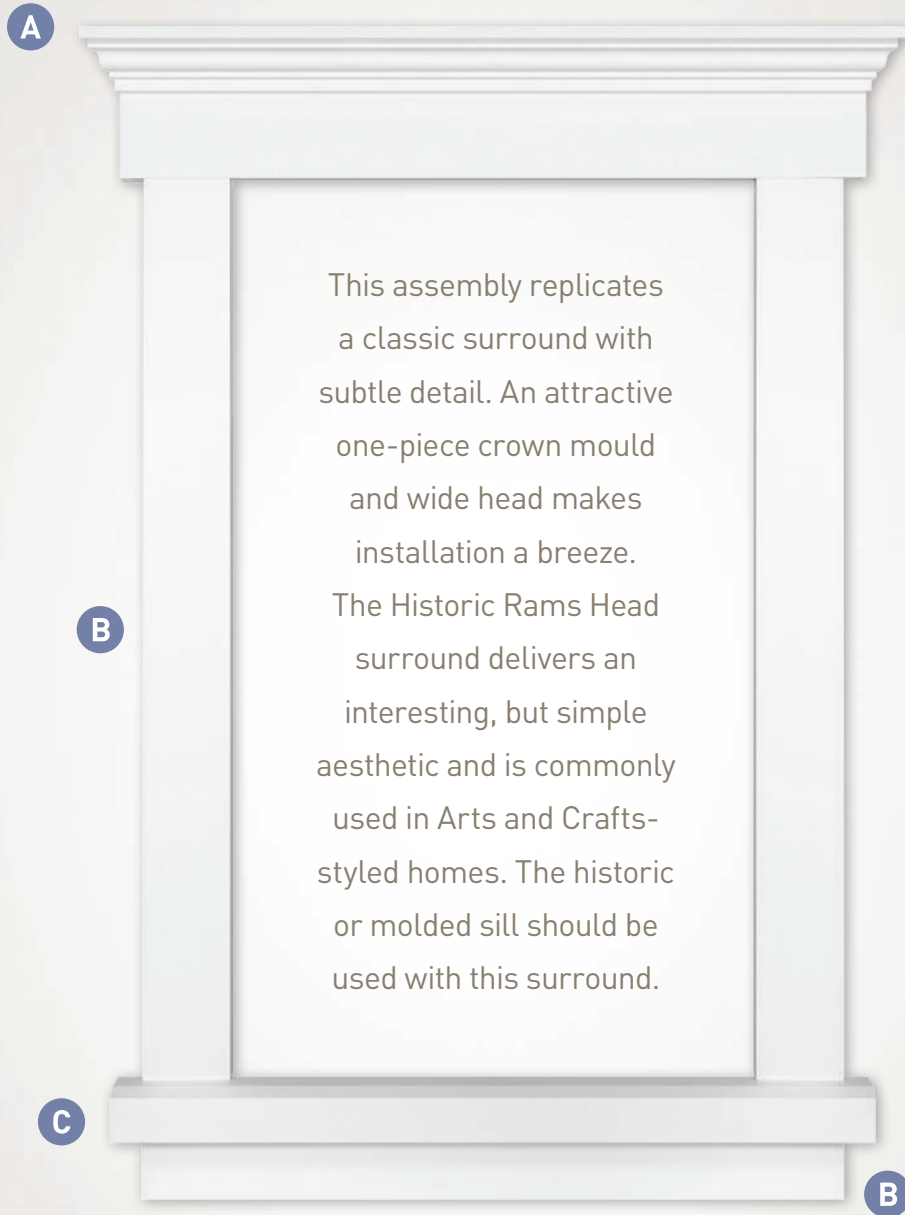 A
This assembly replicates
a classic surround with
subtle detail. An attractive
one-piece crown mould
and wide head makes
installation a breeze.
The Historic Rams Head
surround delivers an
interesting, but simple
aesthetic and is commonly
used in Arts and Crafts-
styled homes. The historic
or molded sill should be
used with this surround.
B
C
B